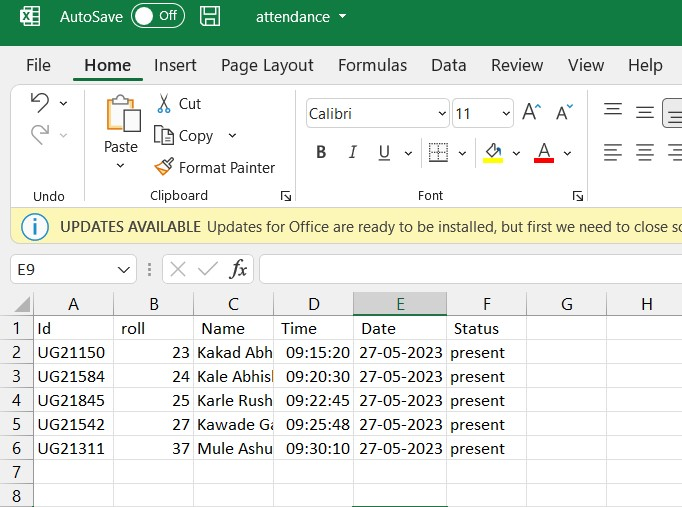 AutoSave Off attendance
File Home Insert Page Layout Formulas Data Review View Help
Cut
Copy
Paste
Format Painter
Calibri 11 A A
B I U A
Undo Clipboard Font
UPDATES AVAILABLE Updates for Office are ready to be installed, but first we need to close
E9 fx
A B C D E F G H
1 Id roll Name Time Date Status
2 UG21150 23 Kakad Abh 09:15:20 27-05-2023 present
3 UG21584 24 Kale Abhis 09:20:30 27-05-2023 present
4 UG21845 25 Karle Rush 09:22:45 27-05-2023 present
5 UG21542 27 Kawade Ga 09:25:48 27-05-2023 present
6 UG21311 37 Mule Ashu 09:30:10 27-05-2023 present
7
8